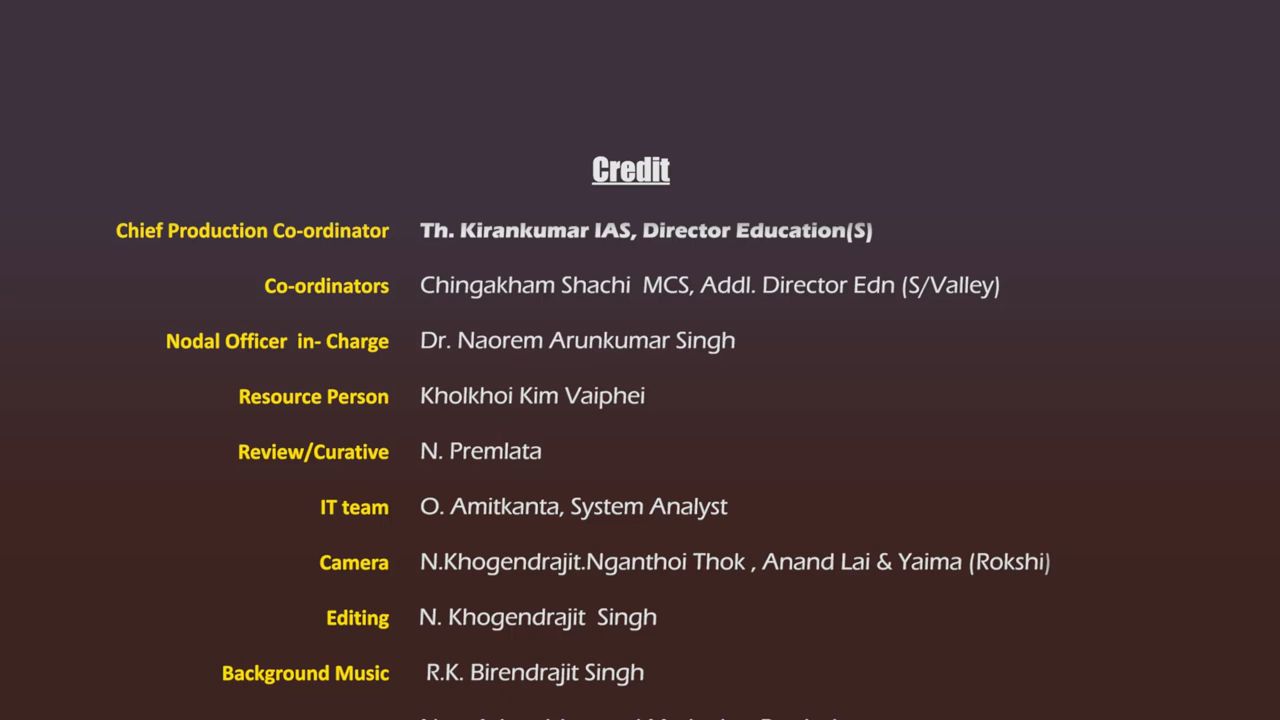 Credit
Chief Production Co-ordinator Th. Kirankumar IAS, Director Education(S)
Co-ordinators Chingakham Shachi MCS, Addl. Director Edn (S/Valley)
Nodal Officer in- Charge Dr. Naorem Arunkumar Singh
Resource Person Kholkhoi Kim Vaiphei
Review/Curative N. Premlata
IT team O. Amitkanta, System Analyst
Camera N.Khogendrajit.Nganthoi Thok , Anand Lai & Yaima (Rokshi)
Editing N. Khogendrajit Singh
Background Music R.K. Birendrajit Singh